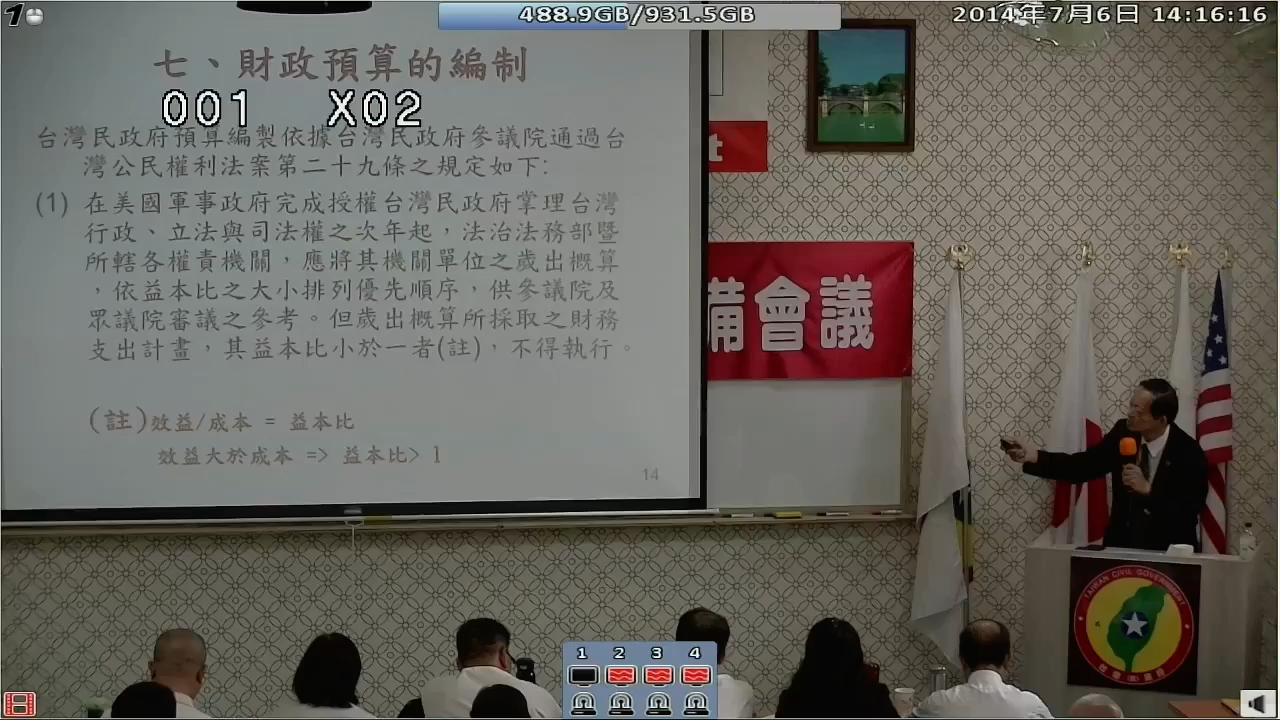 1
488.9GB/931.5GB
2014年7月6日 14:16:16
七、財政預算的編制
001 X02
台灣民政府預算編製依據台灣民政府參議院通過台
灣公民權利法案第二十九條之規定如下:
(1) 在美國軍事政府完成授權台灣民政府掌理台灣
行政、立法與司法權之次年起，法治法務部暨
所轄各權責機關，應將其機關單位之歲出概算
，依益本比之大小排列優先順序，供參議院及
眾議院審議之參考。但歲出概算所採取之財務
支出計畫，其益本比小於一者(註)，不得執行。
(註)效益/成本 = 益本比
效益大於成本 => 益本比> 1
14
t
備會議
TAIWAN CIVIL GOVERNMENT
1 2 3 4